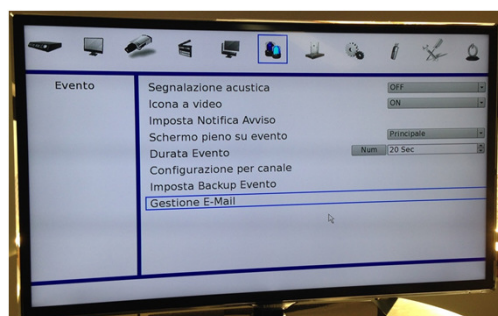 Evento
Segnalazione acustica OFF
Icona a video ON
Imposta Notifica Avviso
Schermo pieno su evento Principale
Durata Evento Num 20 Sec
Configurazione per canale
Imposta Backup Evento
Gestione E-Mail